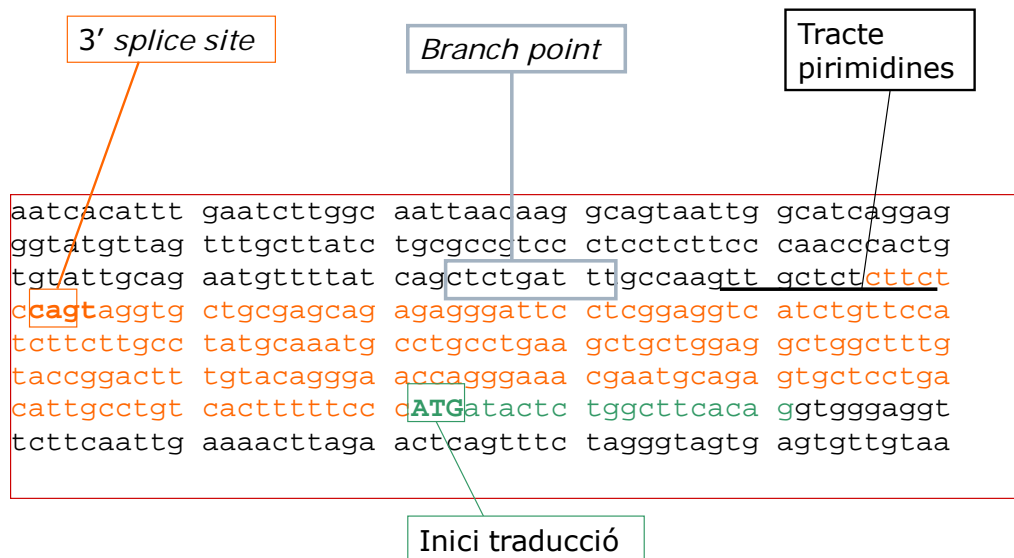 3’ splice site
Branch point
Tracte
pirimidines
aatcacattt gaatcttggc aattaacaag gcagtaattg gcatcaggag
ggtatgttag tttgcttatc tgcgccgtcc ctcctcttcc caacccactg
tgtattgcag aatgttttat cagctctgat ttgccaagtt gctctcttct
ccagtaggtg ctgcgagcag agagggattc ctcggaggtc atctgttcca
tcttcttgcc tatgcaaatg cctgcctgaa gctgctggag gctggctttg
taccggactt tgtacaggga accagggaaa cgaatgcaga gtgctcctga
cattgcctgt cactttttcc cATGatactc tggcttcaca ggtgggaggt
tcttcaattg aaaacttaga actcagtttc tagggtagtg agtgttgtaa
Inici traducció